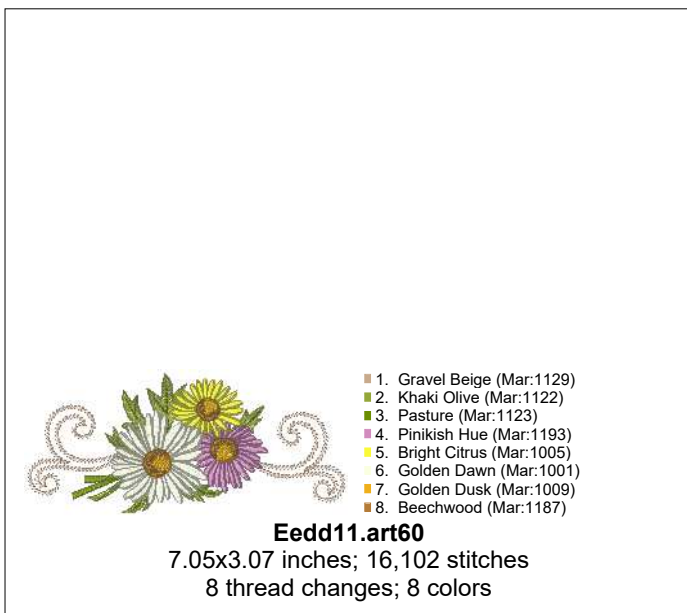 1. Gravel Beige (Mar:1129)
2. Khaki Olive (Mar:1122)
3. Pasture (Mar:1123)
4. Pinikish Hue (Mar:1193)
5. Bright Citrus (Mar:1005)
6. Golden Dawn (Mar:1001)
7. Golden Dusk (Mar:1009)
8. Beechwood (Mar:1187)
Eedd11.art60
7.05x3.07 inches; 16,102 stitches
8 thread changes; 8 colors